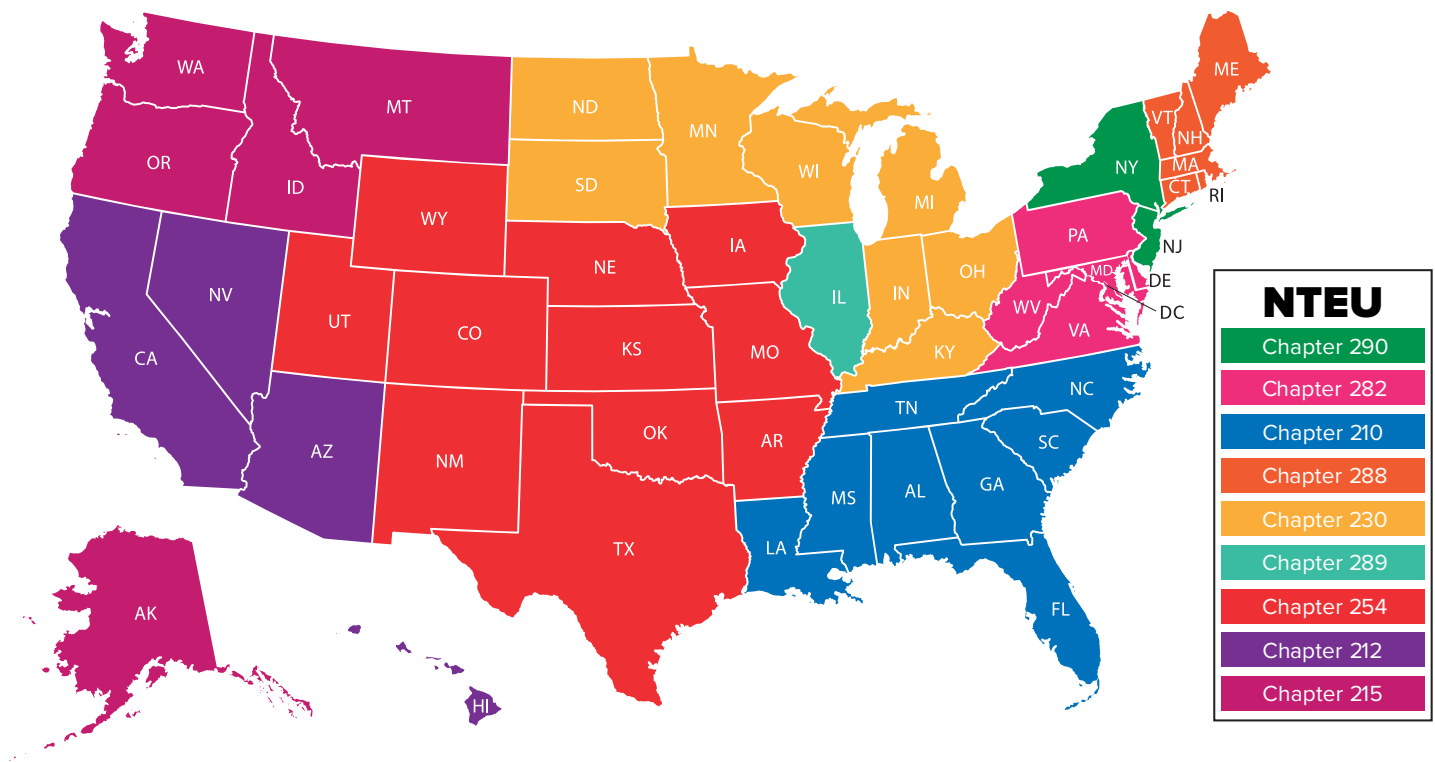 WA
MT
ND
MN
ME
VT
NH
OR
ID
SD
WI
MI
NY
MA
CT
RI
WY
IA
PA
NJ
NE
OH
MD
DE
NV
UT
CO
IL
IN
WV
DC
CA
KS
MO
KY
VA
AZ
NM
OK
AR
TN
NC
SC
MS
AL
GA
TX
LA
FL
AK
HI
NTEU
Chapter 290
Chapter 282
Chapter 210
Chapter 288
Chapter 230
Chapter 289
Chapter 254
Chapter 212
Chapter 215